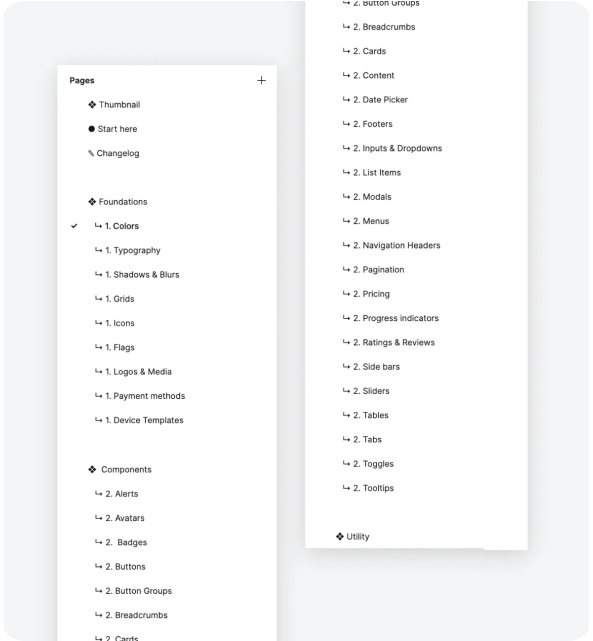 Pages
❖ Thumbnail
● Start here
✎ Changelog
❖ Foundations
✓ ↳ 1. Colors
↳ 1. Typography
↳ 1. Shadows & Blurs
↳ 1. Grids
↳ 1. Icons
↳ 1. Flags
↳ 1. Logos & Media
↳ 1. Payment methods
↳ 1. Device Templates
❖ Components
↳ 2. Alerts
↳ 2. Avatars
↳ 2. Badges
↳ 2. Buttons
↳ 2. Button Groups
↳ 2. Breadcrumbs
↳ 2. Cards
↳ 2. Button Groups
↳ 2. Breadcrumbs
↳ 2. Cards
↳ 2. Content
↳ 2. Date Picker
↳ 2. Footers
↳ 2. Inputs & Dropdowns
↳ 2. List Items
↳ 2. Modals
↳ 2. Menus
↳ 2. Navigation Headers
↳ 2. Pagination
↳ 2. Pricing
↳ 2. Progress indicators
↳ 2. Ratings & Reviews
↳ 2. Side bars
↳ 2. Sliders
↳ 2. Tables
↳ 2. Tabs
↳ 2. Toggles
↳ 2. Tooltips
❖ Utility